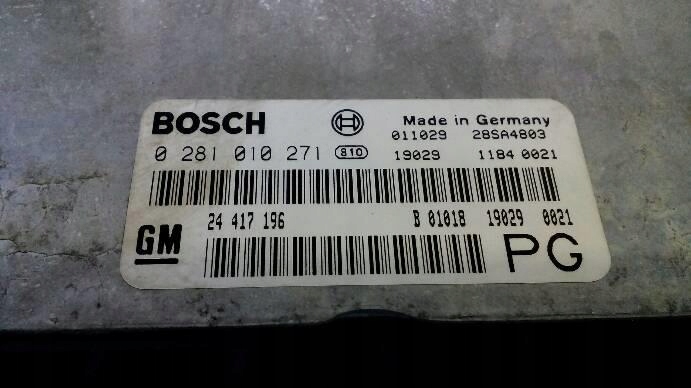 BOSCH Made in Germany
011029 28SA4803
0 281 010 271 810 19029 1184 0021
24 417 196 B 01018 19029 0021
GM PG